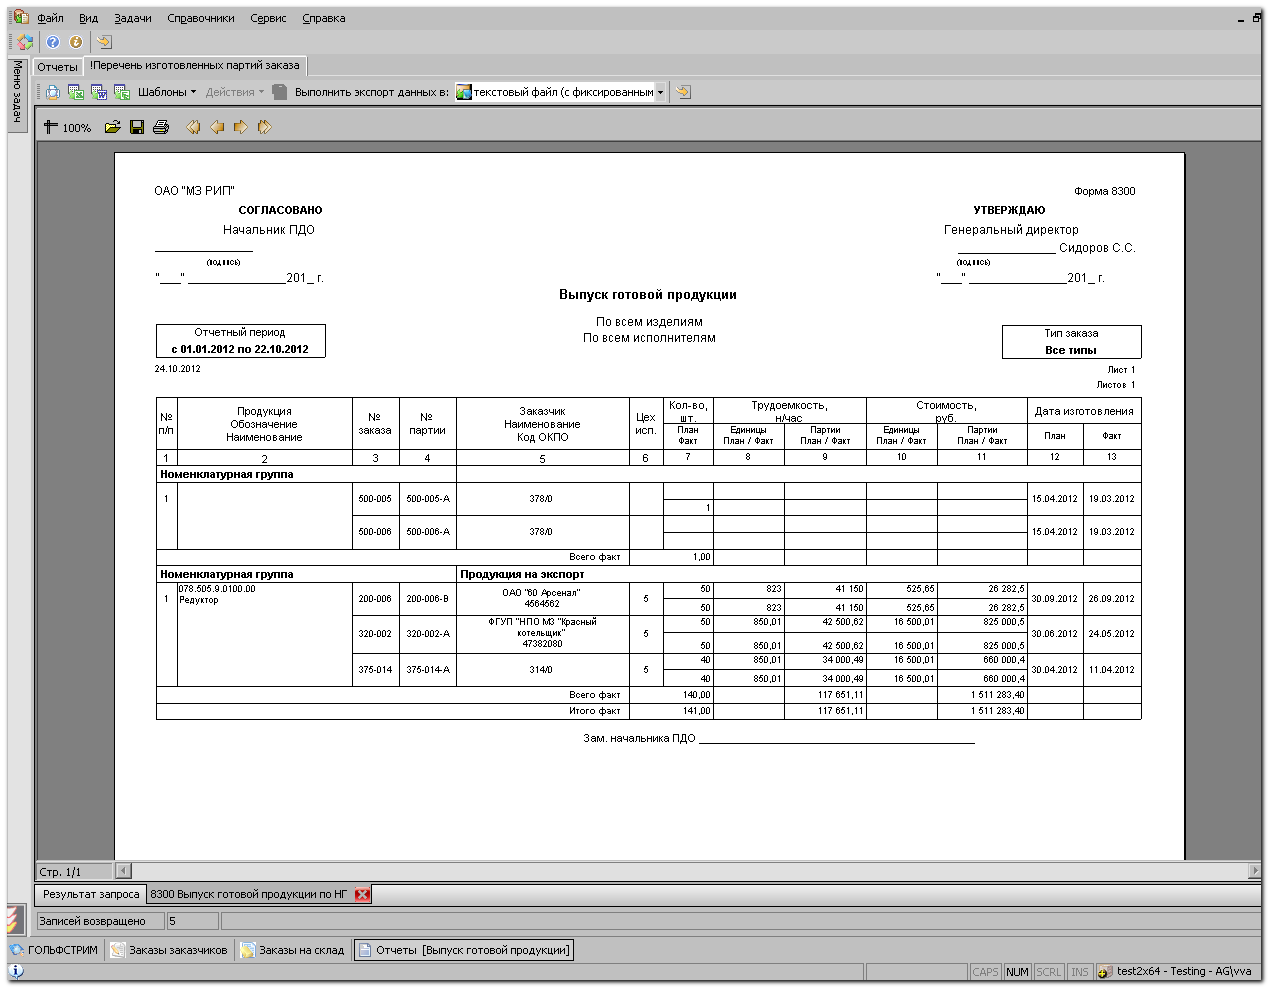 Файл Вид Задачи Справочники Сервис Справка
Меню задач
Отчеты !Перечень изготовленных партий заказа
Шаблоны Действия Выполнить экспорт данных в: текстовый файл (с фиксированным
100%
ОАО "МЗ РИП" Форма 8300
СОГЛАСОВАНО УТВЕРЖДАЮ
Начальник ПДО Генеральный директор
______________ Сидоров С.С.
(подпись) (подпись)
"___" ______________201_ г. "___" ______________201_ г.
Выпуск готовой продукции
По всем изделиям
По всем исполнителям
Отчетный период Тип заказа
с 01.01.2012 по 22.10.2012 Все типы
24.10.2012 Лист 1
Листов 1
№ п/п Продукция Обозначение Наименование № заказа № партии Заказчик Наименование Код ОКПО Цех исп. Кол-во, шт. Трудоемкость, н/час Стоимость, руб. Дата изготовления
План Факт Единицы План / Факт Партии План / Факт Единицы План / Факт Партии План / Факт План Факт
1 2 3 4 5 6 7 8 9 10 11 12 13
Номенклатурная группа
1 500-005 500-005-А 378/0 1 15.04.2012 19.03.2012
500-006 500-006-А 378/0 15.04.2012 19.03.2012
Всего факт 1,00
Номенклатурная группа Продукция на экспорт
1 078.505.9.0100.00 Редуктор 200-006 200-006-В ОАО "60 Арсенал" 4564562 5 50 823 41 150 525,65 26 282,5 30.09.2012 26.09.2012
50 823 41 150 525,65 26 282,5
320-002 320-002-А ФГУП "НПО МЗ "Красный котельщик" 47382080 5 50 850,01 42 500,62 16 500,01 825 000,5 30.06.2012 24.05.2012
50 850,01 42 500,62 16 500,01 825 000,5
375-014 375-014-А 314/0 5 40 850,01 34 000,49 16 500,01 660 000,4 30.04.2012 11.04.2012
40 850,01 34 000,49 16 500,01 660 000,4
Всего факт 140,00 117 651,11 1 511 283,40
Итого факт 141,00 117 651,11 1 511 283,40
Зам. начальника ПДО ______________
Стр. 1/1
Результат запроса 8300 Выпуск готовой продукции по НГ
Записей возвращено 5
ГОЛЬФСТРИМ Заказы заказчиков Заказы на склад Отчеты [Выпуск готовой продукции]
CAPS NUM SCRL INS test2x64 - Testing - AG\vva